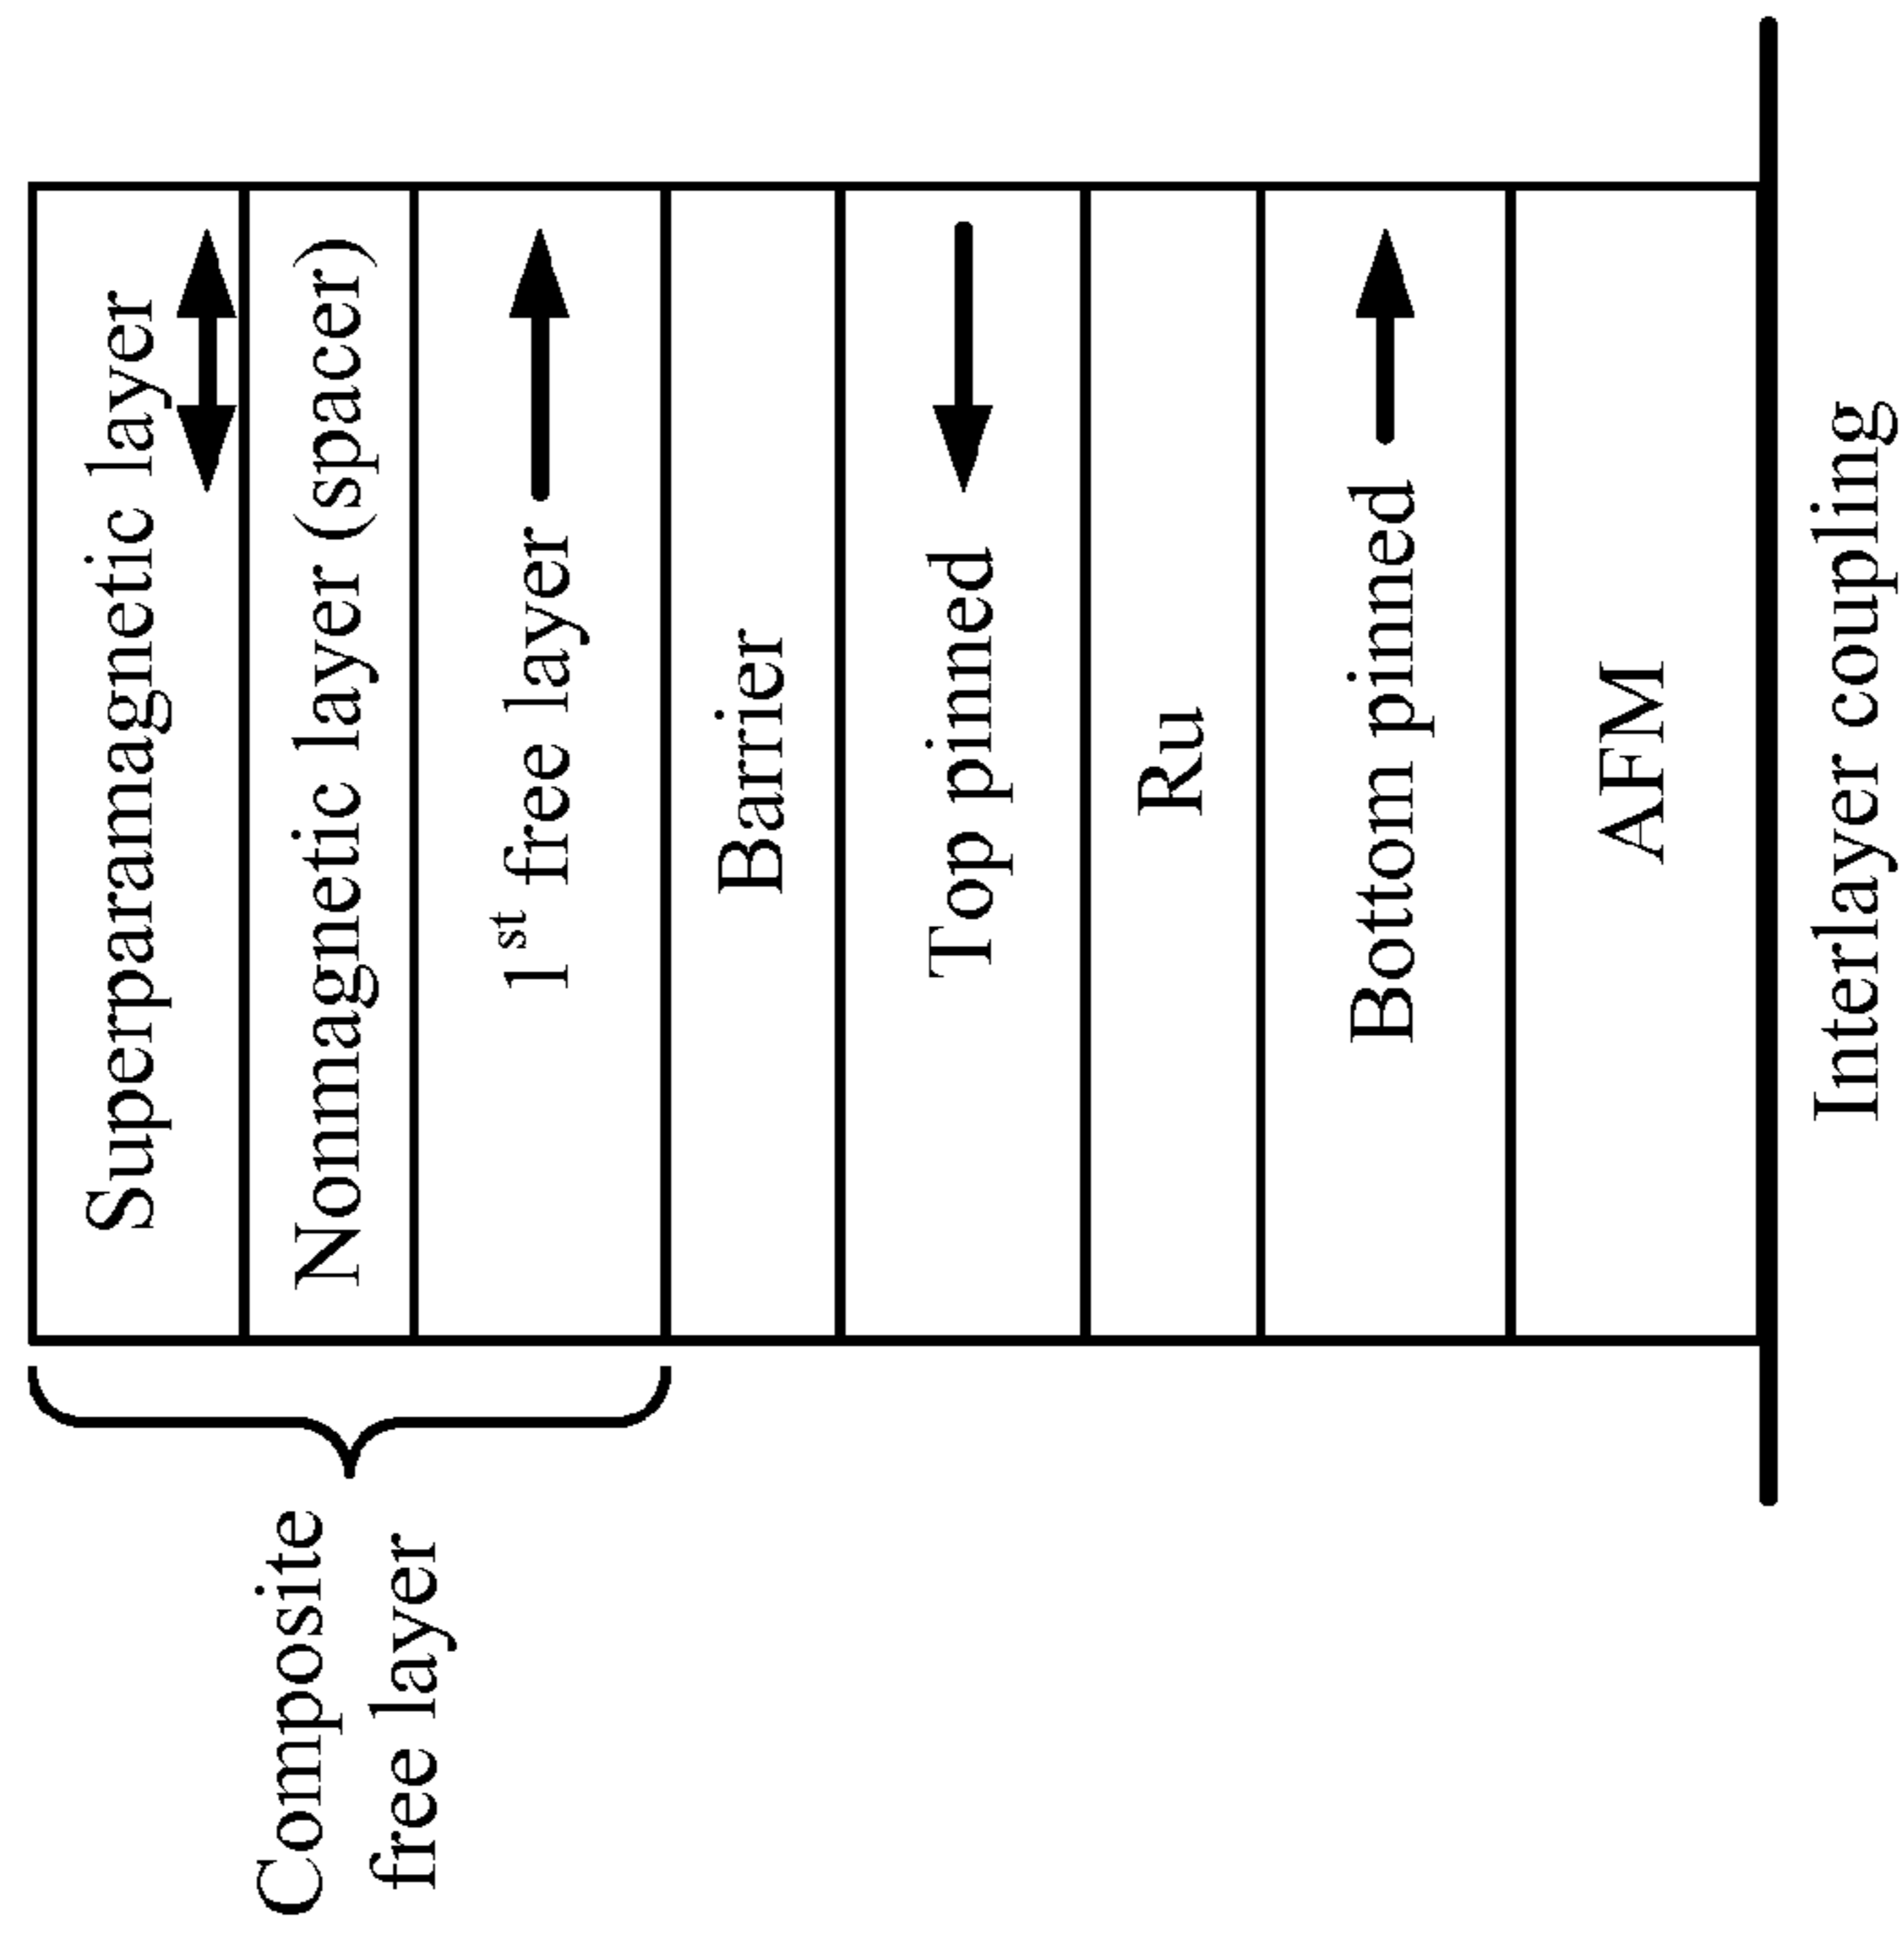 Superparamagnetic layer
Nonmagnetic layer (spacer)
1st free layer
Barrier
Top pinned
Ru
Bottom pinned
AFM
Composite
free layer
Interlayer coupling